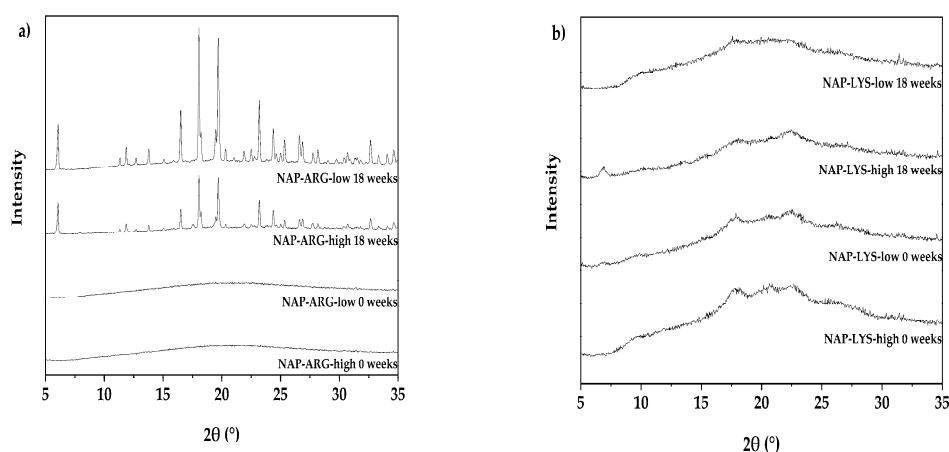 a)
Intensity
NAP-ARG-low 18 weeks
NAP-ARG-high 18 weeks
NAP-ARG-low 0 weeks
NAP-ARG-high 0 weeks
5 10 15 20 25 30 35
2θ (°)
b)
Intensity
NAP-LYS-low 18 weeks
NAP-LYS-high 18 weeks
NAP-LYS-low 0 weeks
NAP-LYS-high 0 weeks
5 10 15 20 25 30 35
2θ (°)